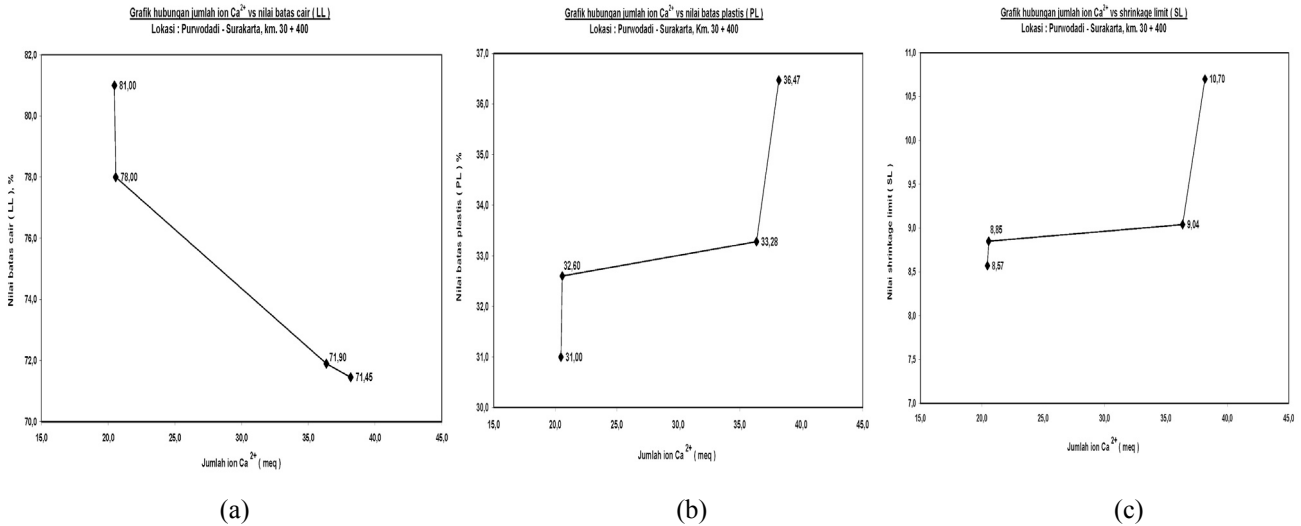 Grafik hubungan jumlah ion Ca²⁺ vs nilai batas cair ( LL )
Lokasi : Purwodadi - Surakarta, km. 30 + 400
Nilai batas cair ( LL ), %
82,0
80,0
78,0
76,0
74,0
72,0
70,0
81,00
78,00
71,90
71,45
15,0 20,0 25,0 30,0 35,0 40,0 45,0
Jumlah ion Ca ²⁺ ( meq )
(a)
Grafik hubungan jumlah ion Ca²⁺ vs nilai batas plastis ( PL )
Lokasi : Purwodadi - Surakarta, Km. 30 + 400
Nilai batas plastis ( PL ) %
37,0
36,0
35,0
34,0
33,0
32,0
31,0
30,0
36,47
33,28
32,60
31,00
15,0 20,0 25,0 30,0 35,0 40,0 45,0
Jumlah ion Ca ²⁺ ( meq )
(b)
Grafik hubungan jumlah ion Ca²⁺ vs shrinkage limit ( SL )
Lokasi : Purwodadi - Surakarta, km. 30 + 400
Nilai shrinkage limit ( SL )
11,0
10,5
10,0
9,5
9,0
8,5
8,0
7,5
7,0
10,70
9,04
8,85
8,57
15,0 20,0 25,0 30,0 35,0 40,0 45,0
Jumlah ion Ca ²⁺ ( meq )
(c)